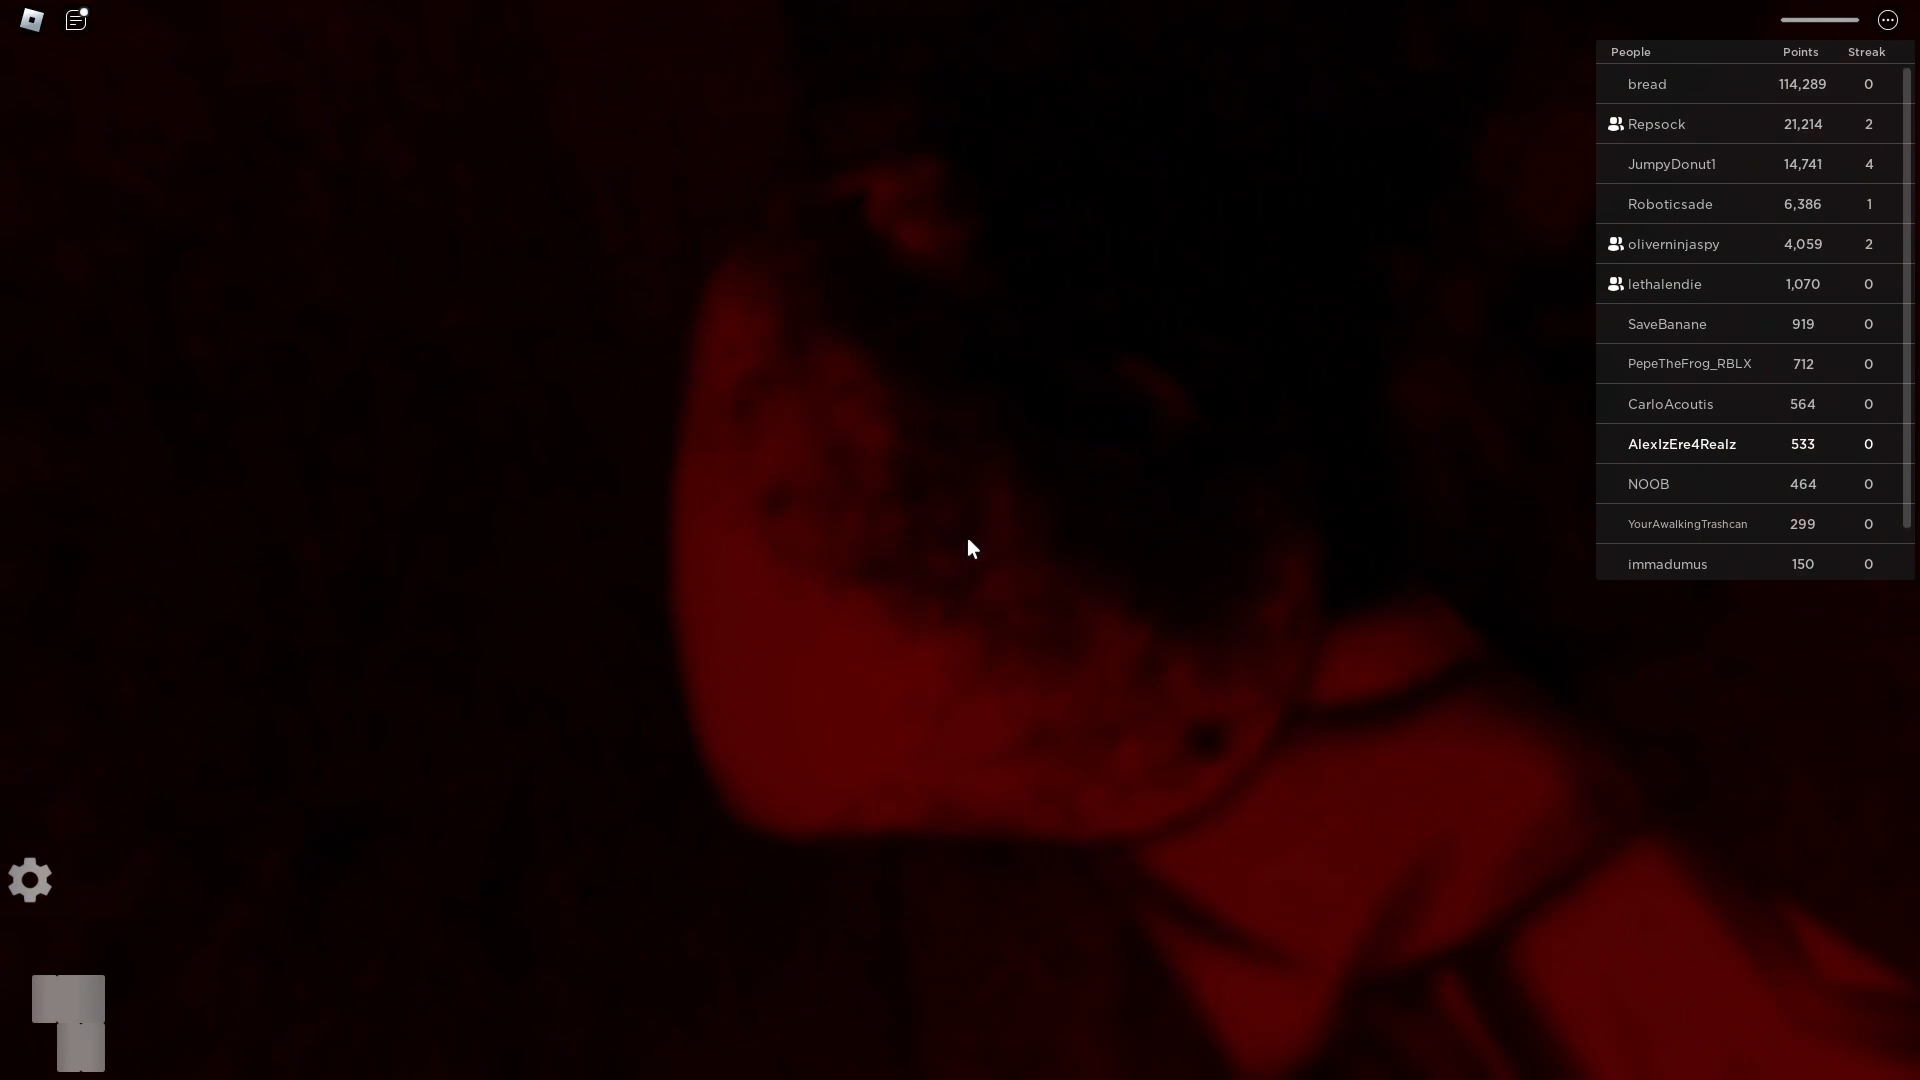 People Points Streak
bread 114,289 0
Repsock 21,214 2
JumpyDonut1 14,741 4
Roboticsade 6,386 1
oliverninjaspy 4,059 2
lethalendie 1,070 0
SaveBanane 919 0
PepeTheFrog_RBLX 712 0
CarloAcoutis 564 0
AlexIzEre4Realz 533 0
NOOB 464 0
YourAwalkingTrashcan 299 0
immadumus 150 0